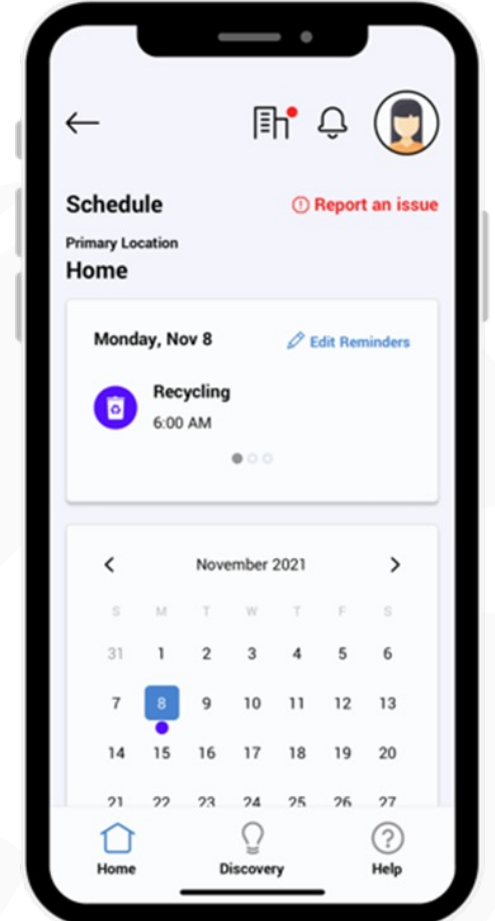 Schedule
Report an issue
Primary Location
Home
Monday, Nov 8
Edit Reminders
Recycling
6:00 AM
November 2021
S M T W T F S
31 1 2 3 4 5 6
7 8 9 10 11 12 13
14 15 16 17 18 19 20
21 22 23 24 25 26 27
Home Discovery Help